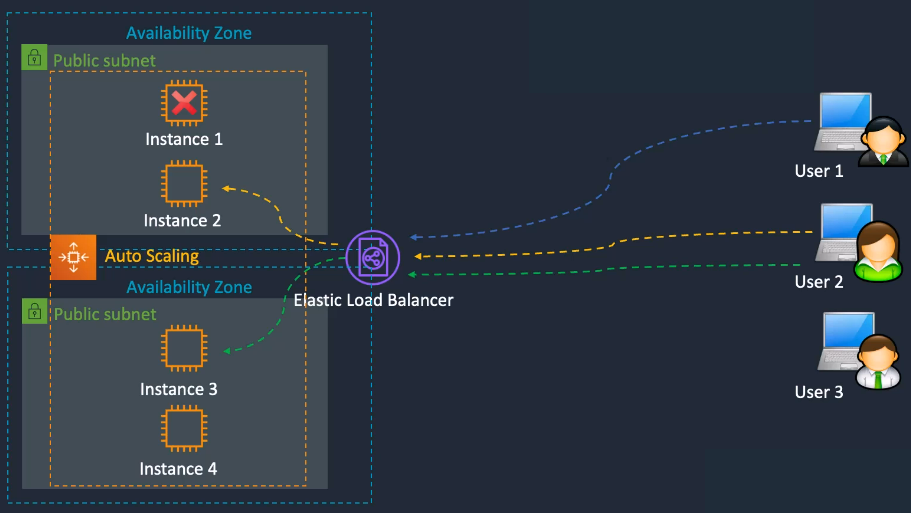 Availability Zone
Public subnet
Instance 1
Instance 2
Auto Scaling
Availability Zone
Public subnet
Instance 3
Instance 4
Elastic Load Balancer
User 1
User 2
User 3